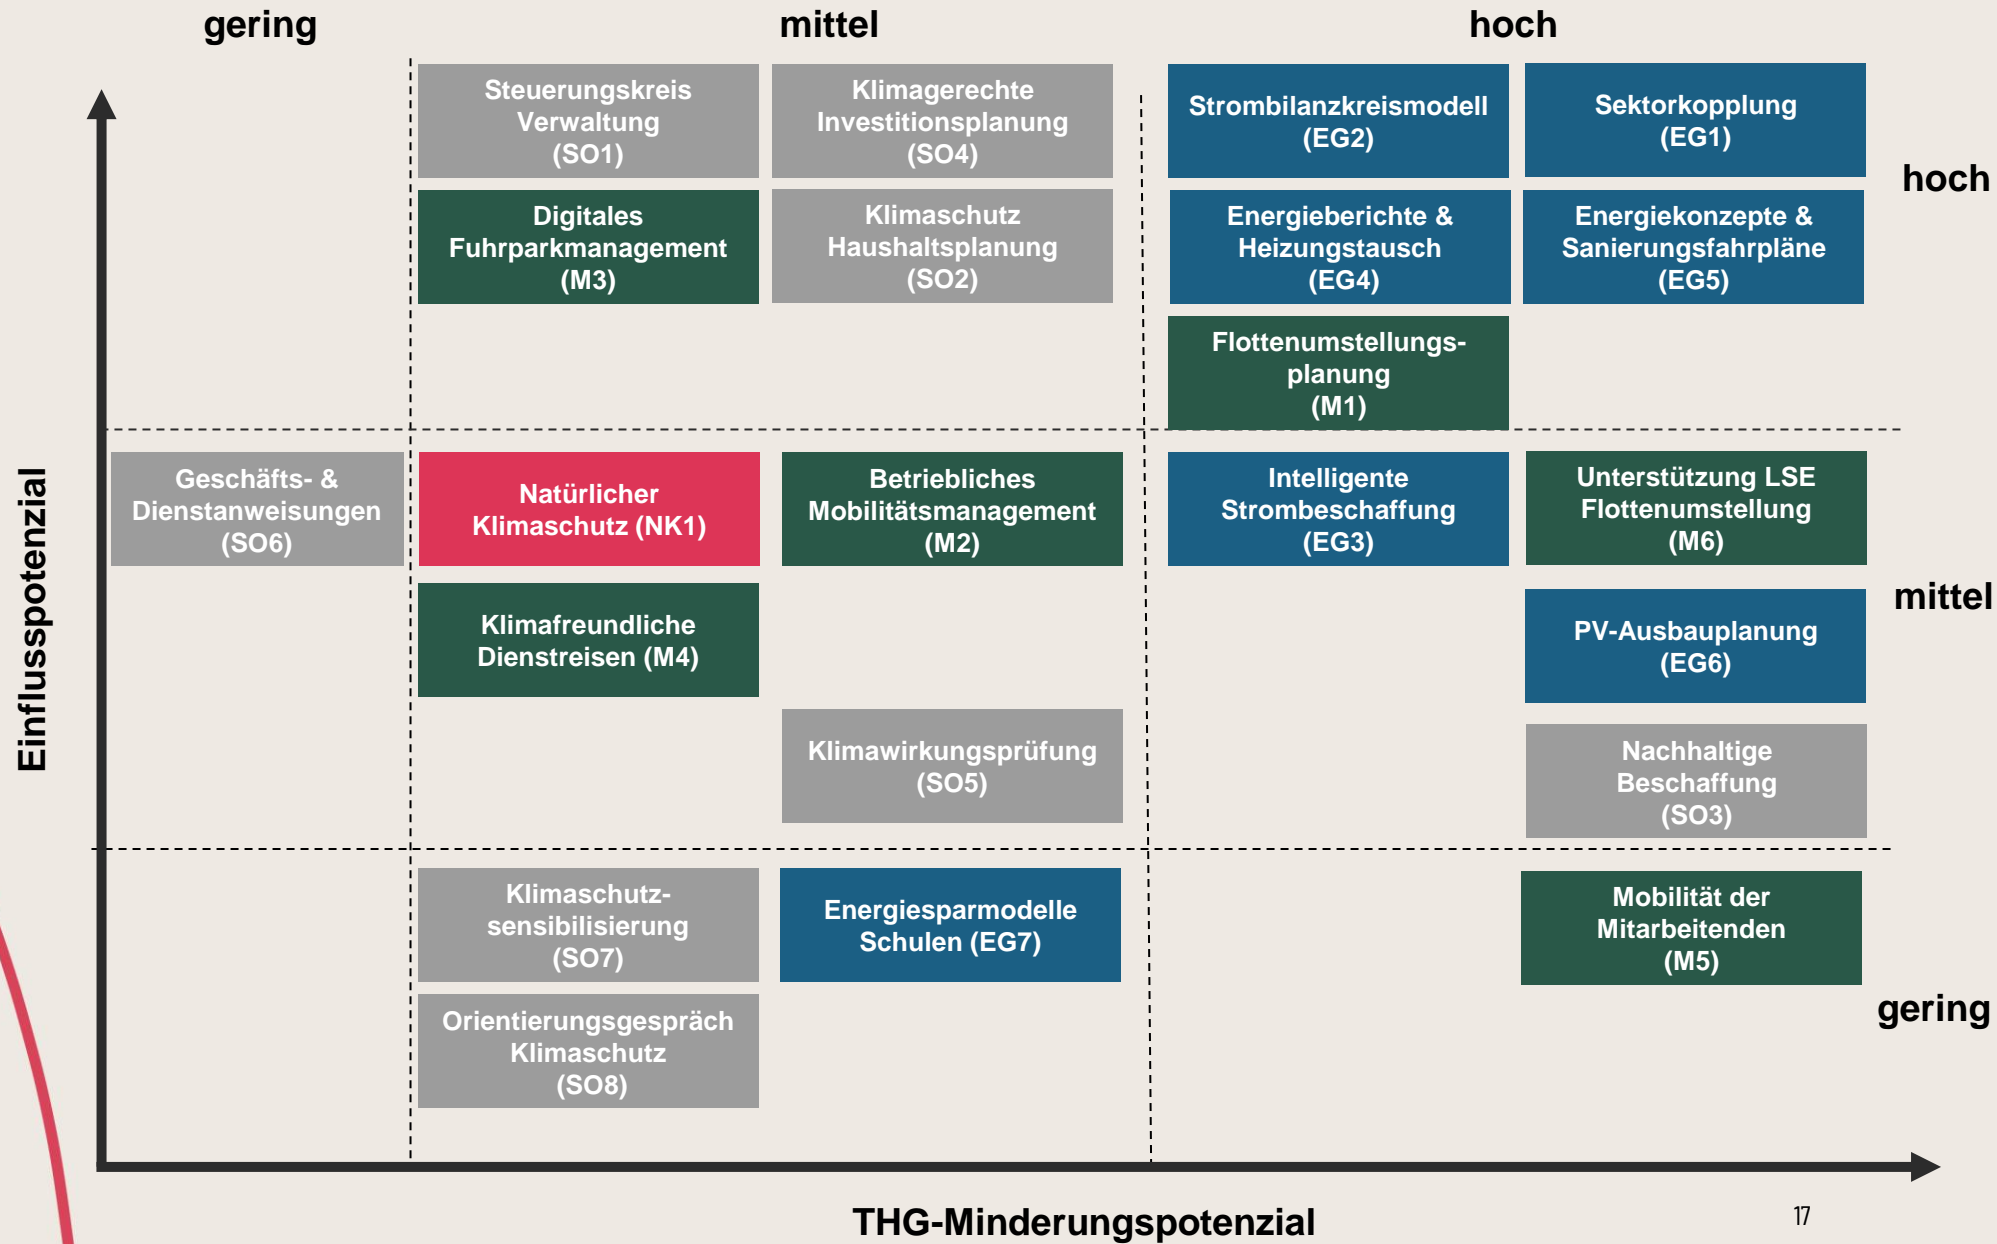 gering
mittel
hoch
Steuerungskreis
Verwaltung
(SO1)
Klimagerechte
Investitionsplanung
(SO4)
Strombilanzkreismodell
(EG2)
Sektorkopplung
(EG1)
hoch
Digitales
Fuhrparkmanagement
(M3)
Klimaschutz
Haushaltsplanung
(SO2)
Energieberichte &
Heizungstausch
(EG4)
Energiekonzepte &
Sanierungsfahrpläne
(EG5)
Flottenumstellungs-
planung
(M1)
Einflusspotenzial
Geschäfts- &
Dienstanweisungen
(SO6)
Natürlicher
Klimaschutz (NK1)
Betriebliches
Mobilitätsmanagement
(M2)
Intelligente
Strombeschaffung
(EG3)
Unterstützung LSE
Flottenumstellung
(M6)
mittel
Klimafreundliche
Dienstreisen (M4)
PV-Ausbauplanung
(EG6)
Klimawirkungsprüfung
(SO5)
Nachhaltige
Beschaffung
(SO3)
Klimaschutz-
sensibilisierung
(SO7)
Energiesparmodelle
Schulen (EG7)
Mobilität der
Mitarbeitenden
(M5)
gering
Orientierungsgespräch
Klimaschutz
(SO8)
THG-Minderungspotenzial
17